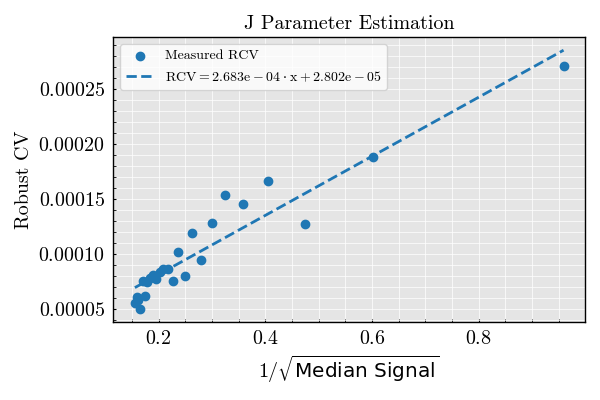 J Parameter Estimation
Measured RCV
RCV = 2.683e − 04 · x + 2.802e − 05
Robust CV
0.00025
0.00020
0.00015
0.00010
0.00005
0.2 0.4 0.6 0.8
1/√Median Signal